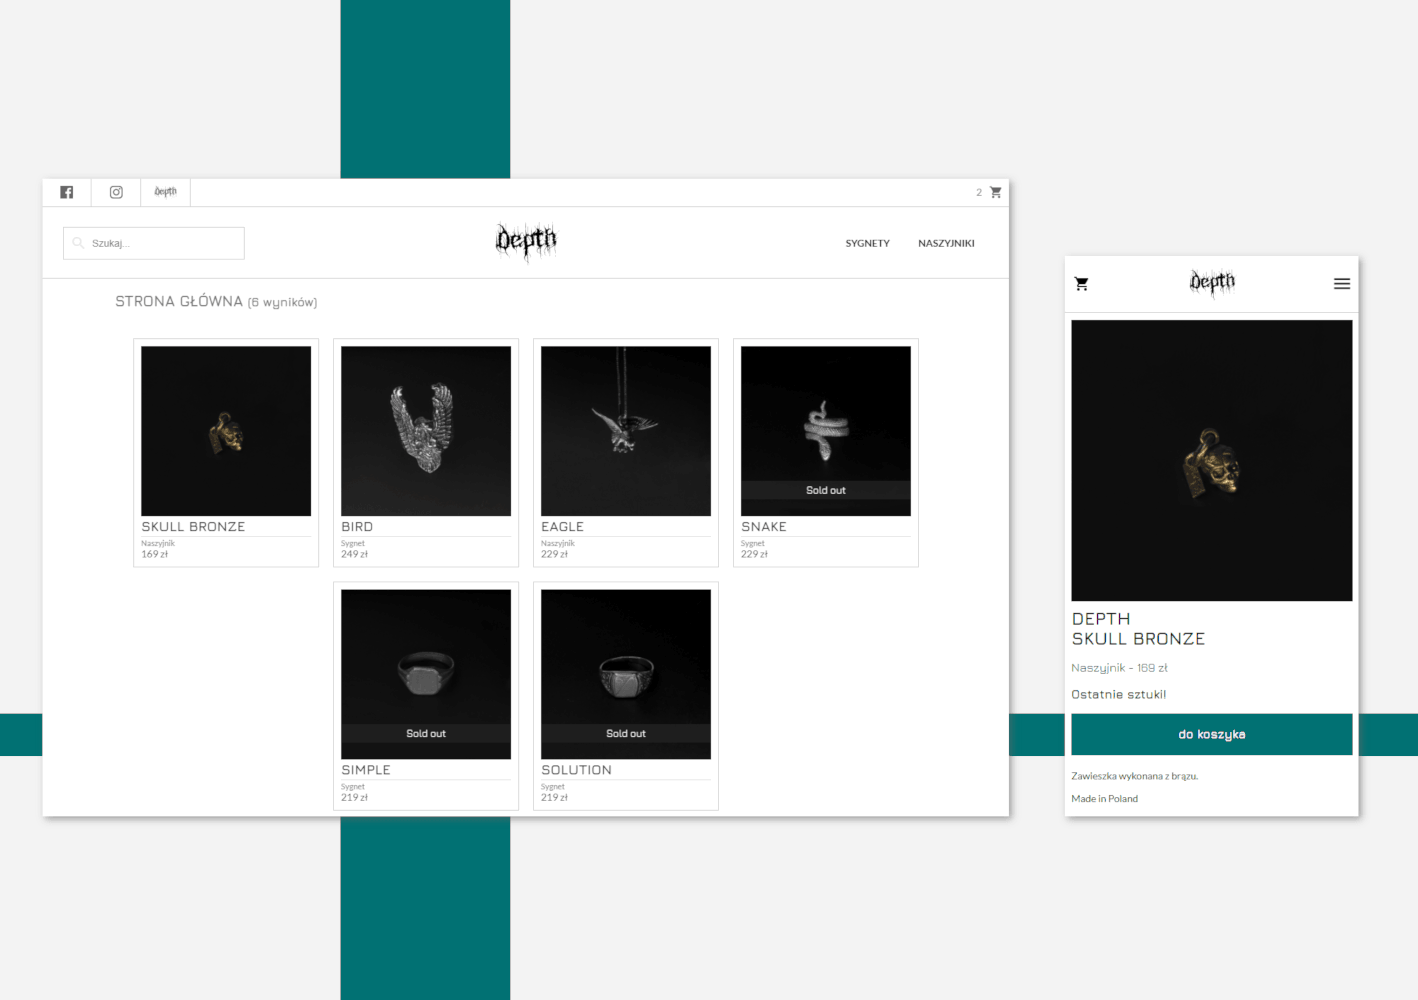 Depth
2
Szukaj...
Depth
SYGNETY
NASZYJNIKI
STRONA GŁÓWNA (6 wyników)
SKULL BRONZE
Naszyjnik
169 zł
BIRD
Sygnet
249 zł
EAGLE
Naszyjnik
229 zł
Sold out
SNAKE
Sygnet
229 zł
Sold out
SIMPLE
Sygnet
219 zł
Sold out
SOLUTION
Sygnet
219 zł
Depth
DEPTH
SKULL BRONZE
Naszyjnik - 169 zł
Ostatnie sztuki!
do koszyka
Zawieszka wykonana z brązu.
Made in Poland